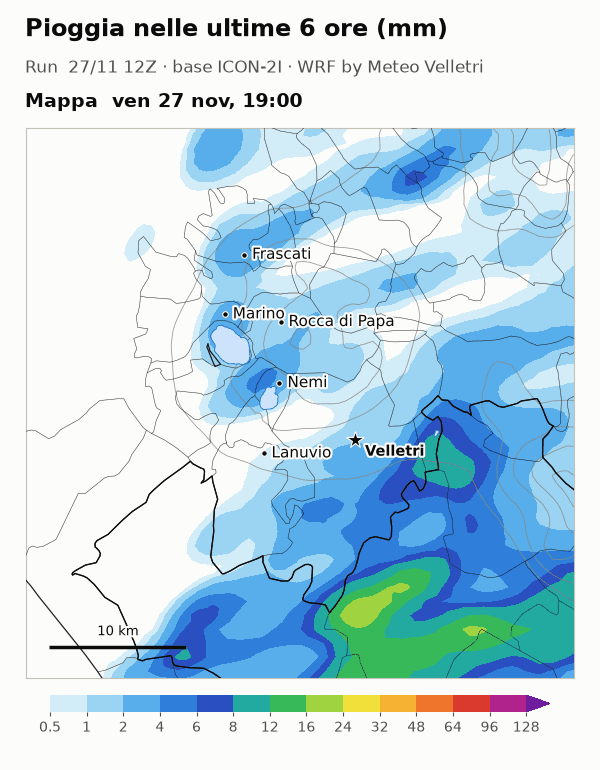 Pioggia nelle ultime 6 ore (mm)
Run  27/11 12Z · base ICON-2I · WRF by Meteo Velletri
Mappa  ven 27 nov, 19:00
Frascati
Marino
Rocca di Papa
Nemi
Velletri
Lanuvio
10 km
0.5 1 2 4 6 8 12 16 24 32 48 64 96 128